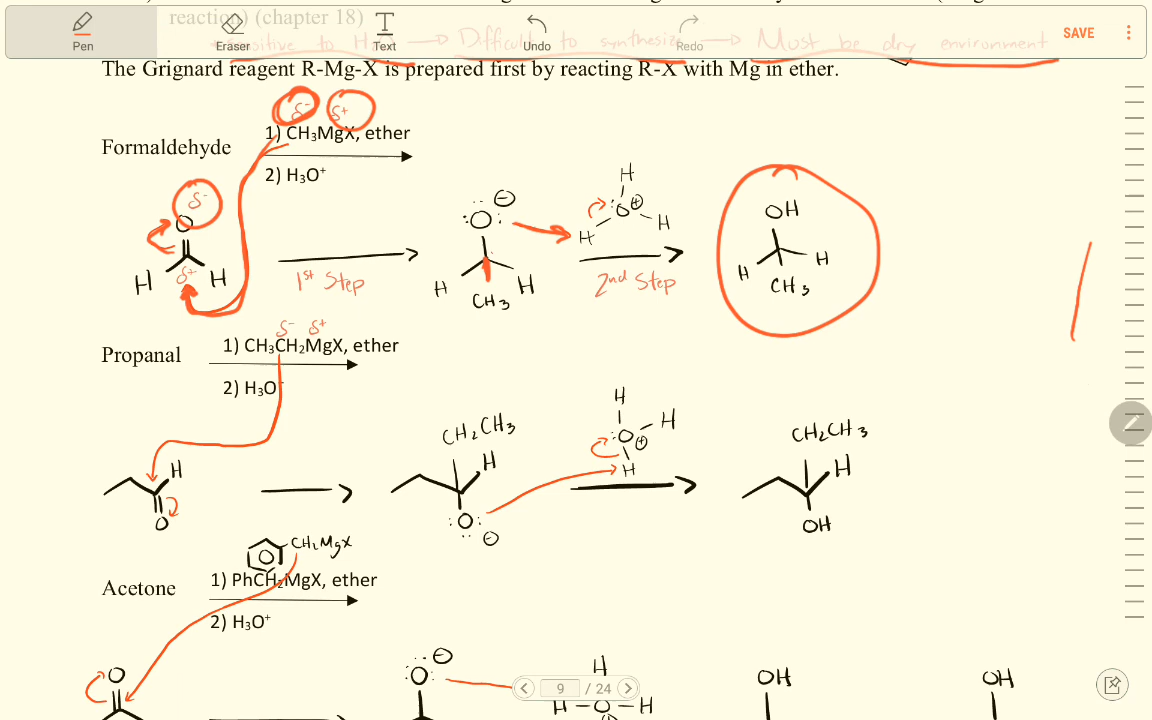 reaction) (chapter 18)
SAVE
Pen
Eraser
Text
Undo
Redo
sensitive to H₂O → Difficult to synthesize → Must be dry environment
The Grignard reagent R-Mg-X is prepared first by reacting R-X with Mg in ether.
δ⁻ δ⁺
Formaldehyde
1) CH₃MgX, ether
2) H₃O⁺
δ⁻
O
H δ⁺ H
1st Step
:O: ⊖
H CH₃ H
H
:O ⊕
H H
2nd Step
OH
H H
CH₃
δ⁻ δ⁺
Propanal
1) CH₃CH₂MgX, ether
2) H₃O
H
O
CH₂CH₃
H
:O: ⊖
H
:O ⊕ H
H
CH₂CH₃
H
OH
CH₂MgX
Acetone
1) PhCH₂MgX, ether
2) H₃O⁺
O
:O: ⊖
9 / 24
H
H-O-H
OH
OH